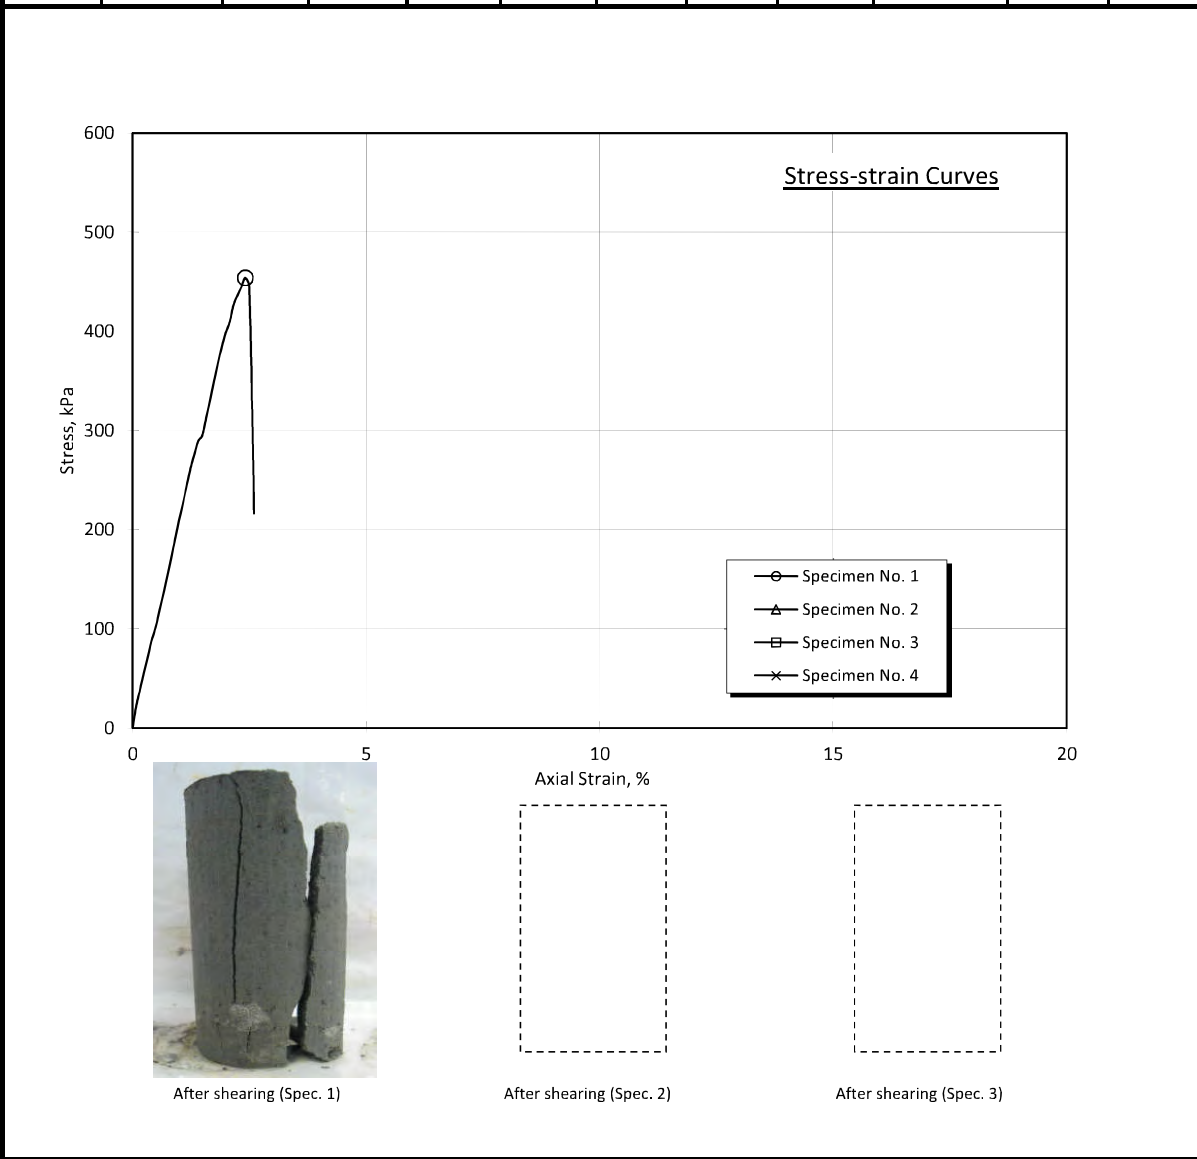 600
Stress-strain Curves
500
400
Stress, kPa
300
200
Specimen No. 1
Specimen No. 2
100
Specimen No. 3
Specimen No. 4
0
0 5 10 15 20
Axial Strain, %
After shearing (Spec. 1) After shearing (Spec. 2) After shearing (Spec. 3)